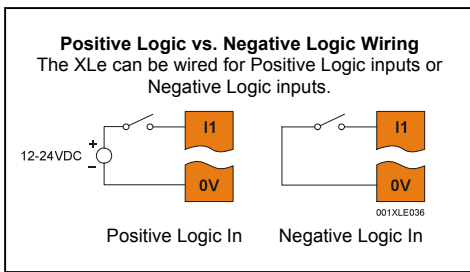 Positive Logic vs. Negative Logic Wiring
The XLe can be wired for Positive Logic inputs or
Negative Logic inputs.
I1
I1
+
12-24VDC
–
0V
0V
001XLE036
Positive Logic In
Negative Logic In